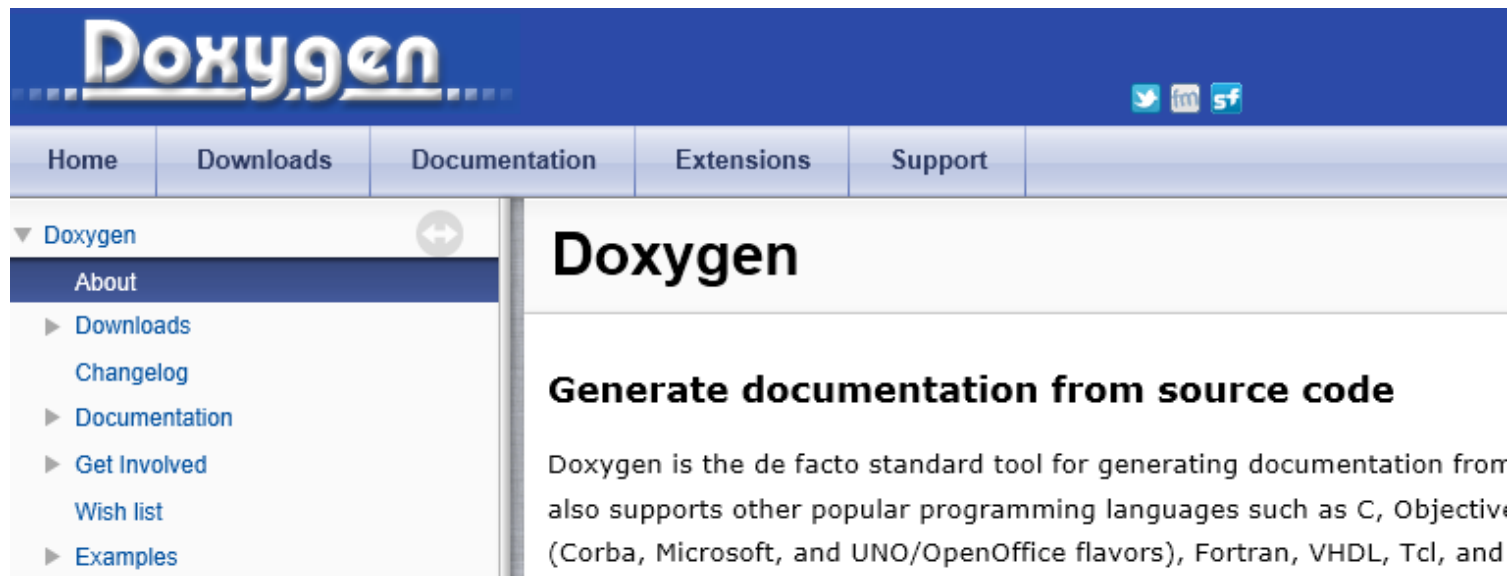 Doxygen
fm sf
Home Downloads Documentation Extensions Support
Doxygen
About
Downloads
Changelog
Documentation
Get Involved
Wish list
Examples
Doxygen
Generate documentation from source code
Doxygen is the de facto standard tool for generating documentation from
also supports other popular programming languages such as C, Objective
(Corba, Microsoft, and UNO/OpenOffice flavors), Fortran, VHDL, Tcl, and